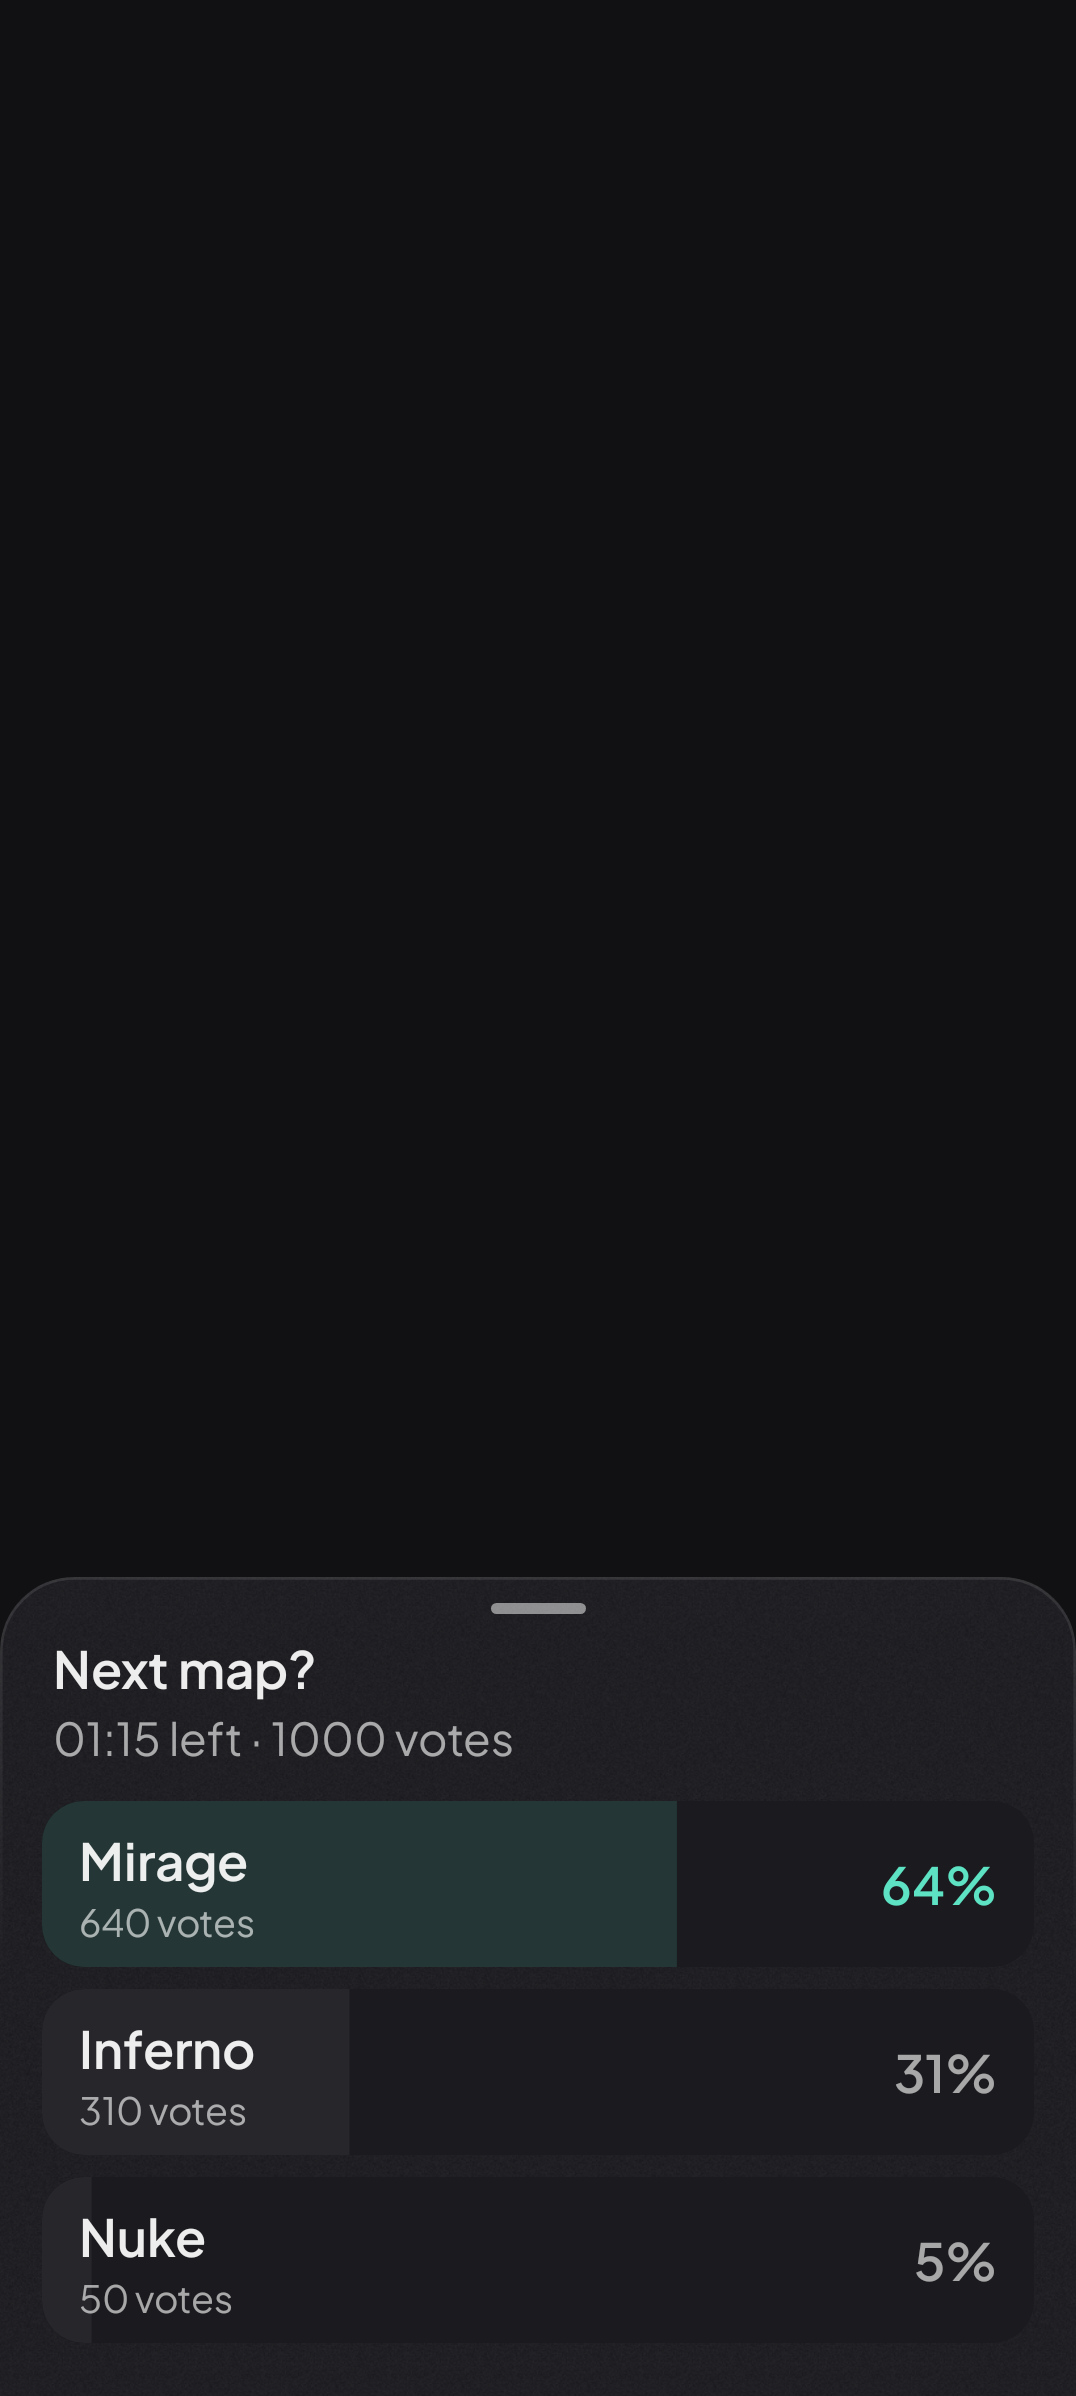 Next map?
01:15 left · 1000 votes
Mirage
640 votes
64%
Inferno
310 votes
31%
Nuke
50 votes
5%